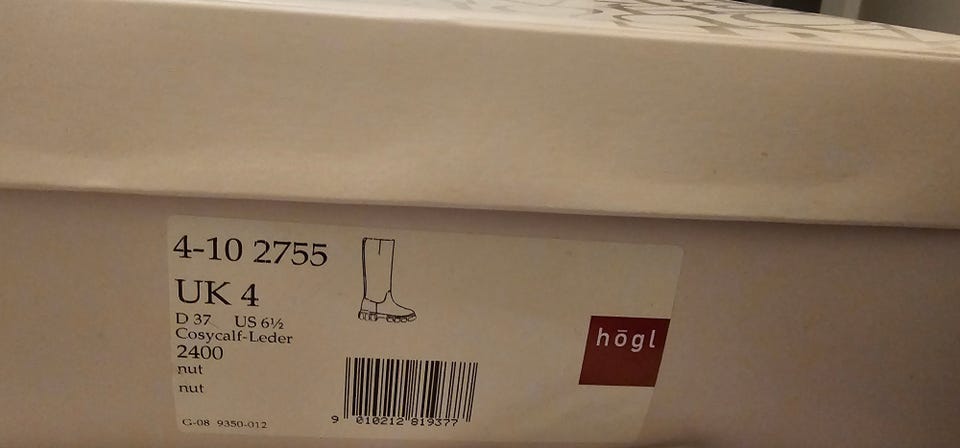 4-10 2755
UK 4
D 37 US 6½
Cosycalf-Leder
2400
nut
nut
G-08 9350-012
9 010212 819377
hōgl